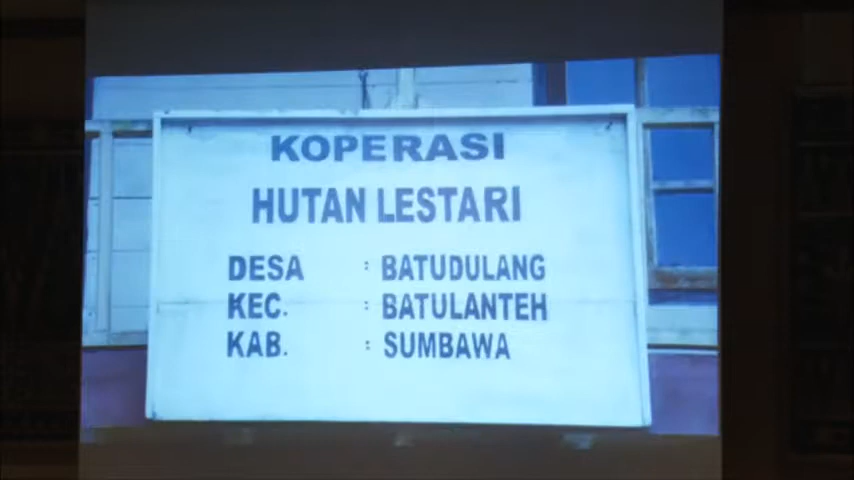 KOPERASI
HUTAN LESTARI
DESA : BATUDULANG
KEC. : BATULANTEH
KAB. : SUMBAWA